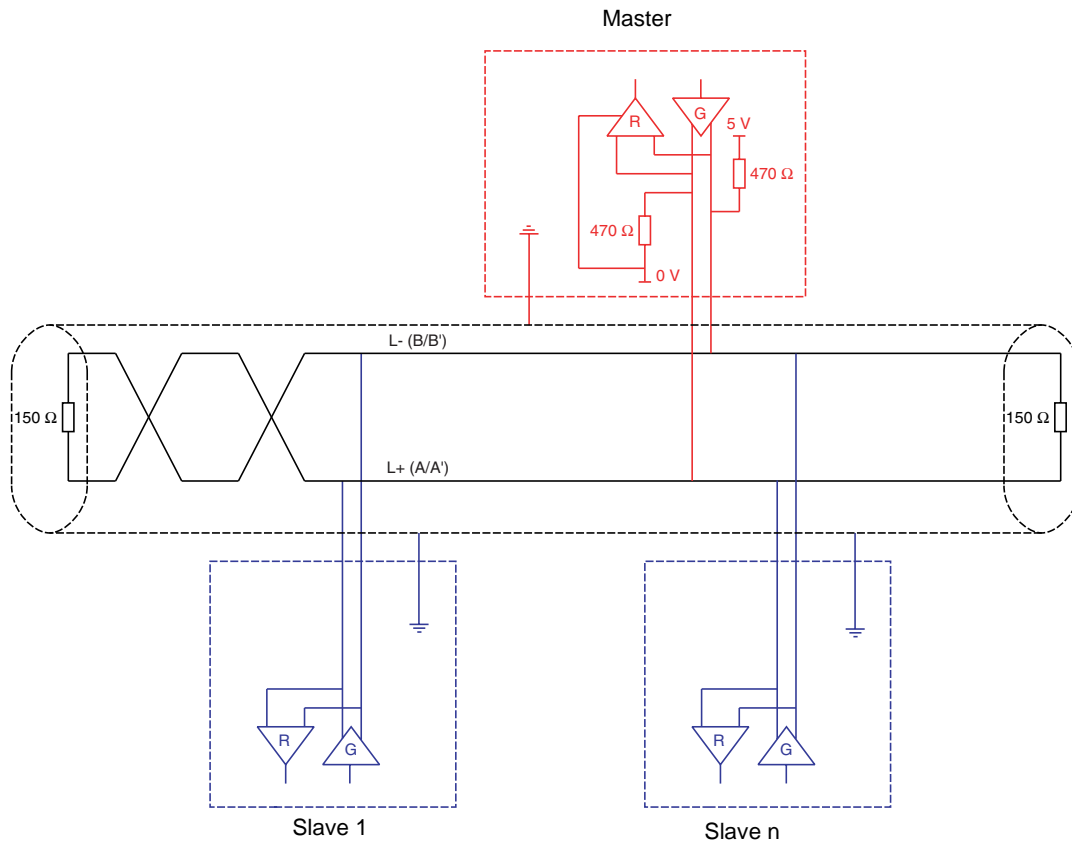 Master
R
G
5 V
470 Ω
470 Ω
0 V
L- (B/B')
150 Ω
150 Ω
L+ (A/A')
R
G
R
G
Slave 1
Slave n